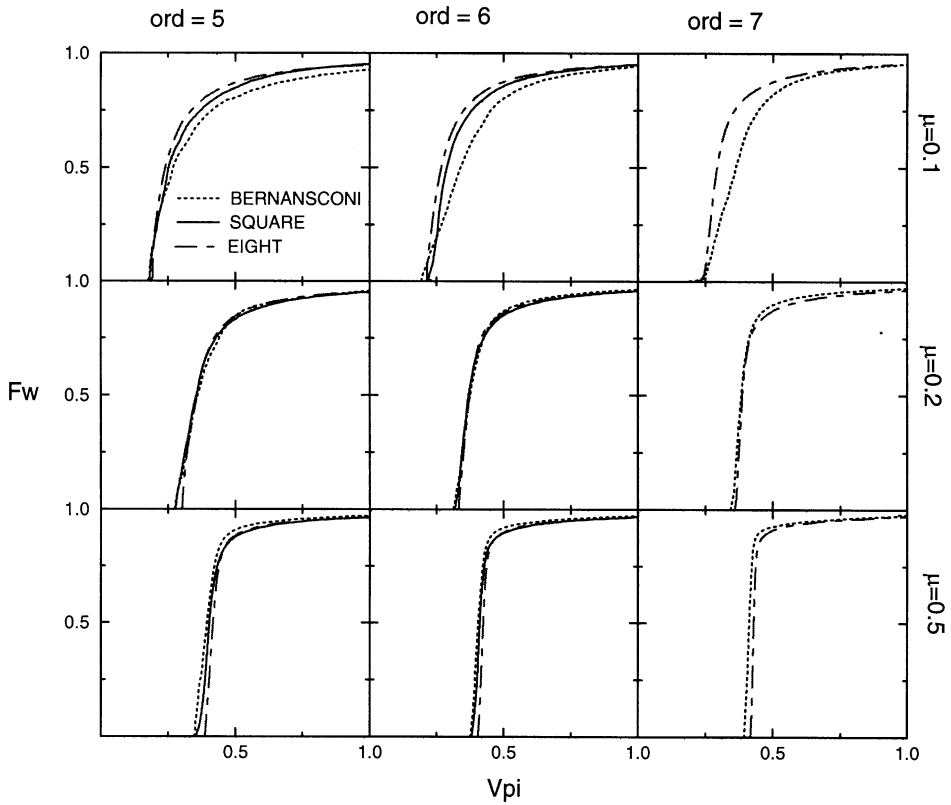 ord = 5 ord = 6 ord = 7
1.0
0.5
BERNANSCONI
SQUARE
EIGHT
μ=0.1
1.0
Fw 0.5
μ=0.2
1.0
0.5
μ=0.5
0.5 1.0 0.5 1.0 0.5 1.0
Vpi